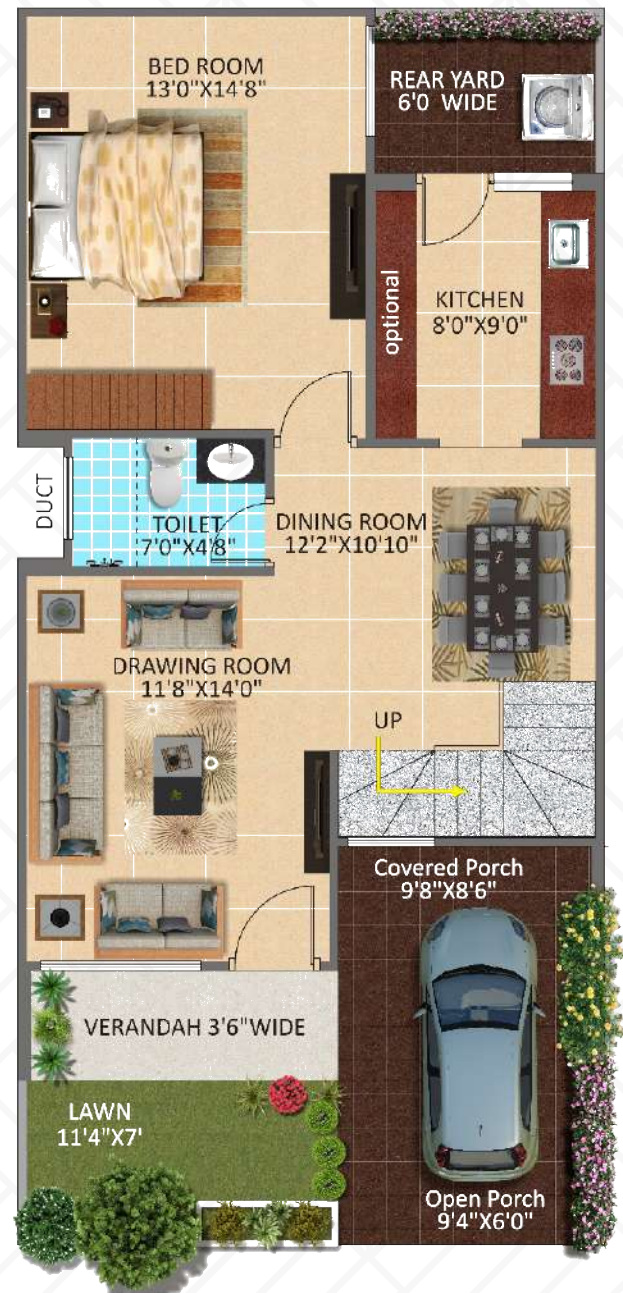 BED ROOM
13'0"X14'8"
REAR YARD
6'0 WIDE
optional
KITCHEN
8'0"X9'0"
DUCT
TOILET
7'0"X4'8"
DINING ROOM
12'2"X10'10"
DRAWING ROOM
11'8"X14'0"
UP
Covered Porch
9'8"X8'6"
VERANDAH 3'6"WIDE
LAWN
11'4"X7'
Open Porch
9'4"X6'0"